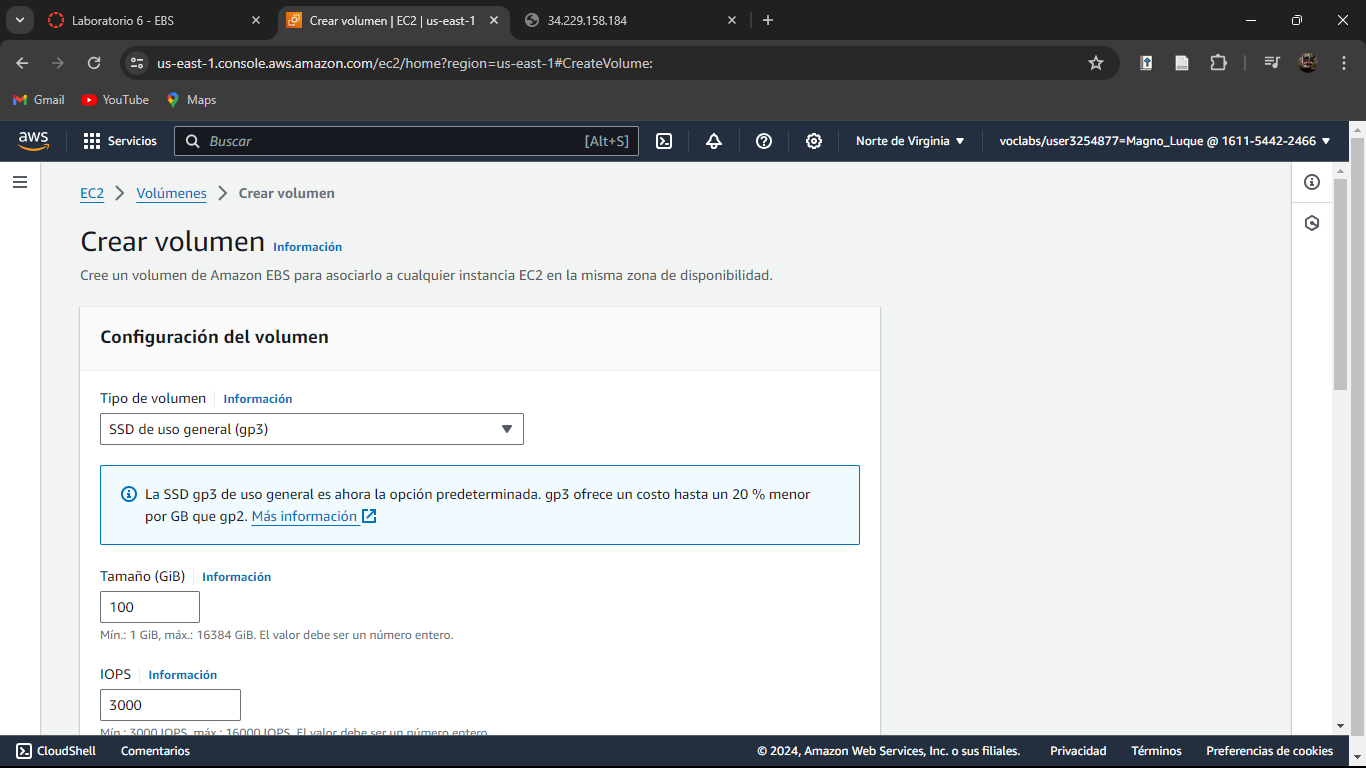 Laboratorio 6 - EBS
Crear volumen | EC2 | us-east-1
34.229.158.184
us-east-1.console.aws.amazon.com/ec2/home?region=us-east-1#CreateVolume:
Gmail
YouTube
Maps
aws
Servicios
Buscar
[Alt+S]
Norte de Virginia
voclabs/user3254877=Magno_Luque @ 1611-5442-2466
EC2
Volúmenes
Crear volumen
Crear volumen Información
Cree un volumen de Amazon EBS para asociarlo a cualquier instancia EC2 en la misma zona de disponibilidad.
Configuración del volumen
Tipo de volumen Información
SSD de uso general (gp3)
La SSD gp3 de uso general es ahora la opción predeterminada. gp3 ofrece un costo hasta un 20 % menor
por GB que gp2. Más información
Tamaño (GiB) Información
100
Mín.: 1 GiB, máx.: 16384 GiB. El valor debe ser un número entero.
IOPS Información
3000
Mín.: 3000 IOPS, máx.: 16000 IOPS. El valor debe ser un número entero.
CloudShell
Comentarios
© 2024, Amazon Web Services, Inc. o sus filiales.
Privacidad
Términos
Preferencias de cookies